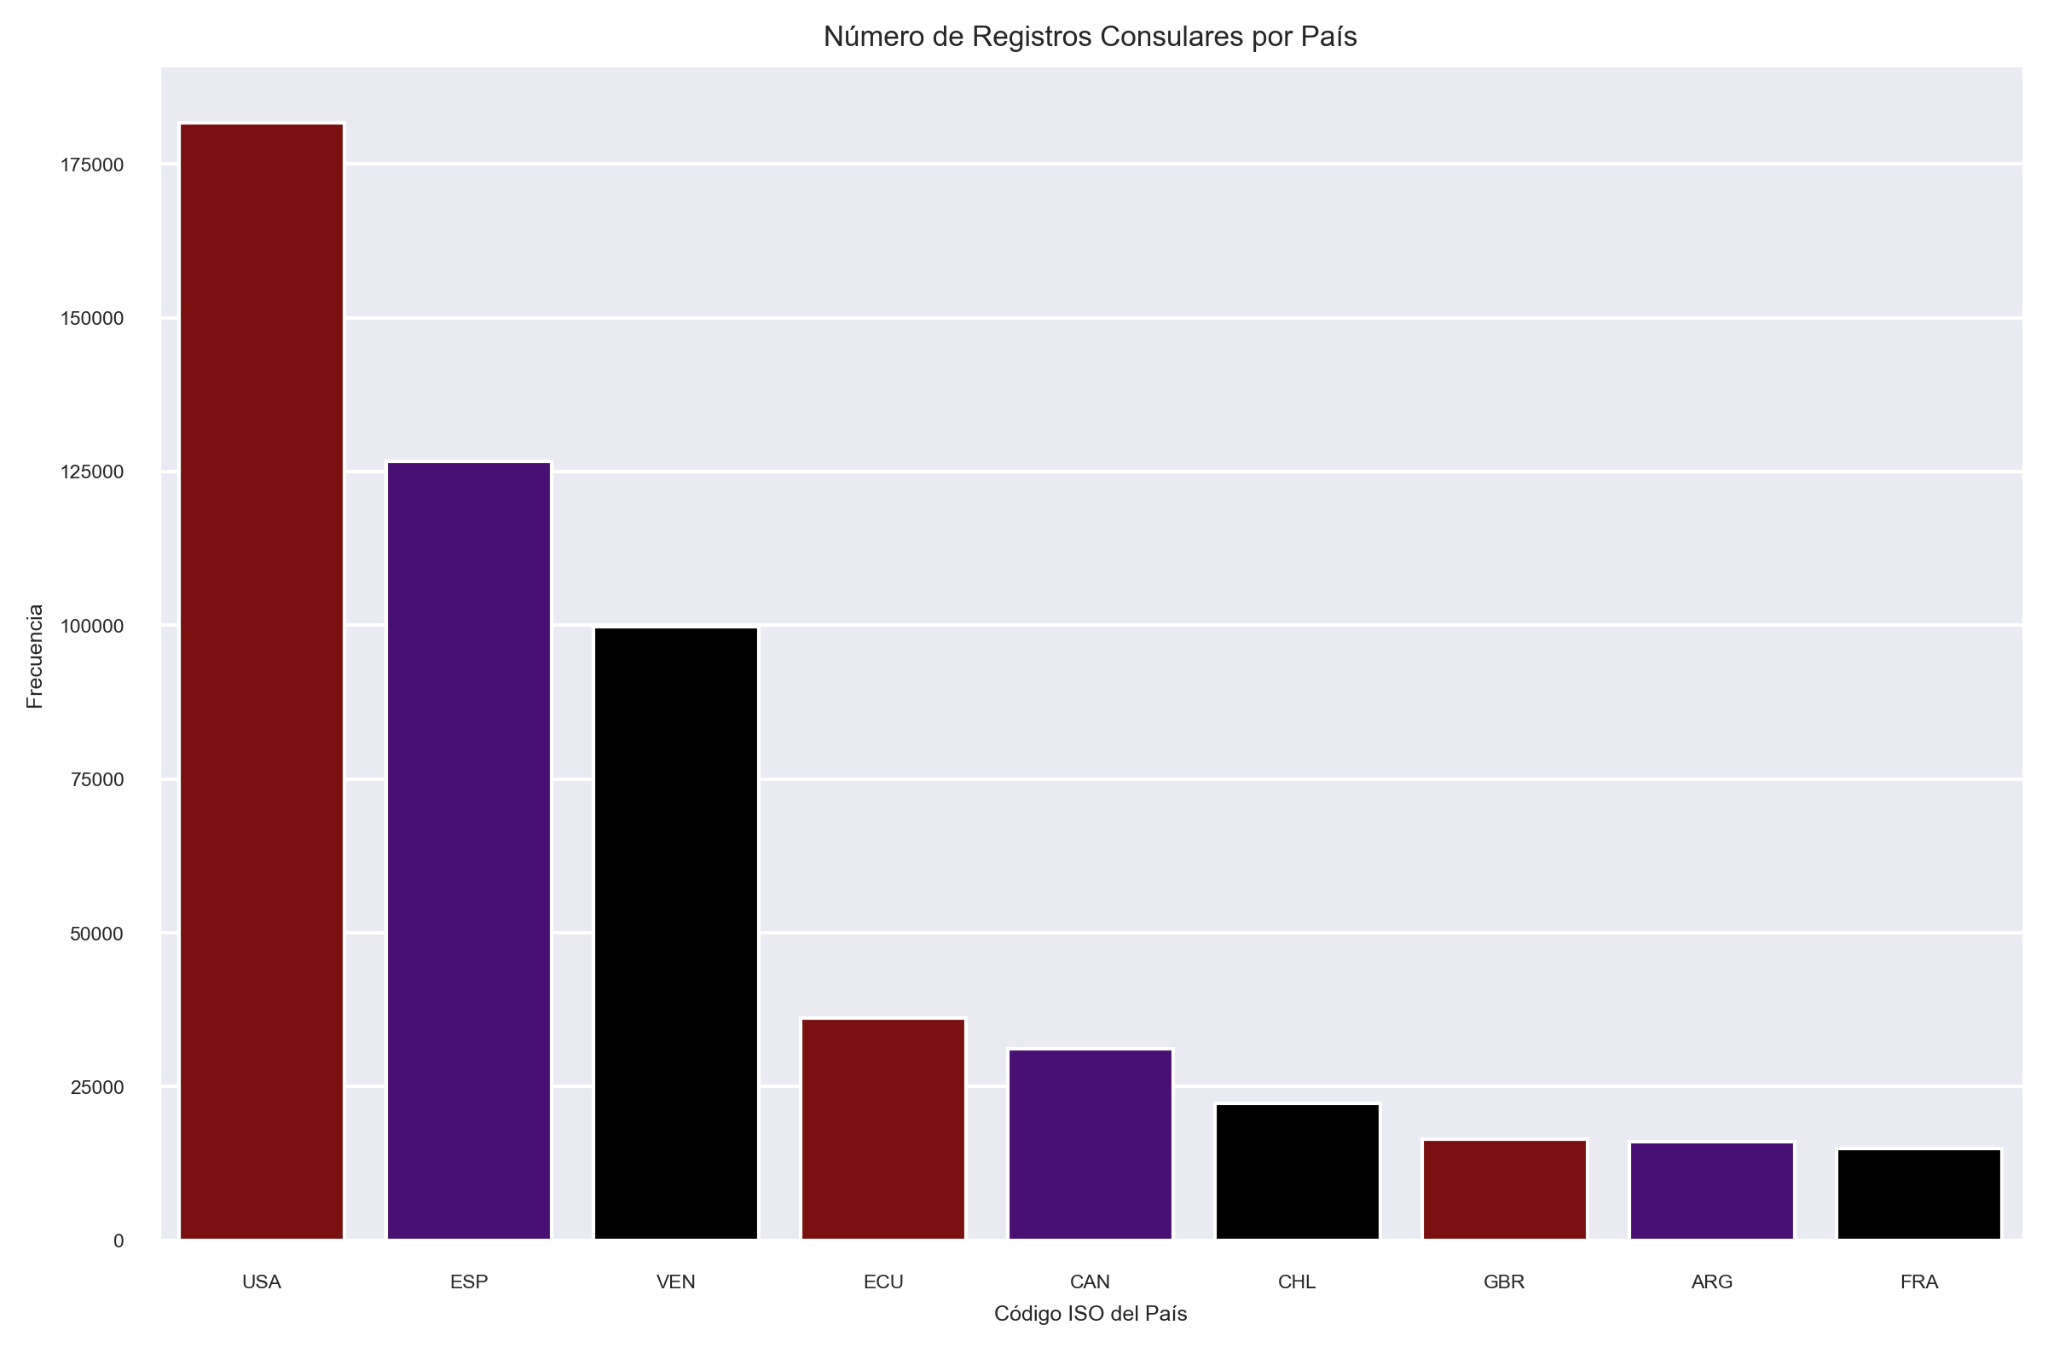 Número de Registros Consulares por País
175000
150000
125000
100000
75000
50000
25000
0
Frecuencia
USA ESP VEN ECU CAN CHL GBR ARG FRA
Código ISO del País